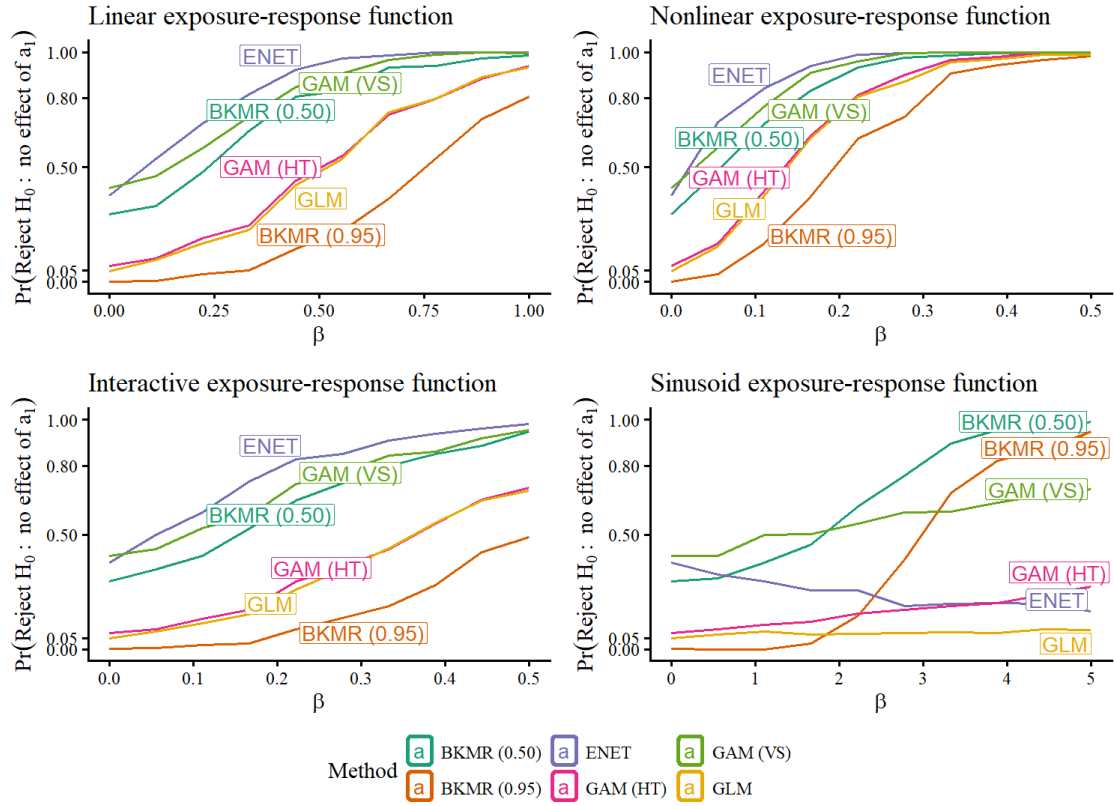 Linear exposure-response function
Pr(Reject H₀ : no effect of a₁)
1.00
0.80
0.50
0.05
0.00
ENET
GAM (VS)
BKMR (0.50)
GAM (HT)
GLM
BKMR (0.95)
0.00 0.25 0.50 0.75 1.00
β
Nonlinear exposure-response function
Pr(Reject H₀ : no effect of a₁)
1.00
0.80
0.50
0.05
0.00
ENET
GAM (VS)
BKMR (0.50)
GAM (HT)
GLM
BKMR (0.95)
0.0 0.1 0.2 0.3 0.4 0.5
β
Interactive exposure-response function
Pr(Reject H₀ : no effect of a₁)
1.00
0.80
0.50
0.05
0.00
ENET
GAM (VS)
BKMR (0.50)
GAM (HT)
GLM
BKMR (0.95)
0.0 0.1 0.2 0.3 0.4 0.5
β
Sinusoid exposure-response function
Pr(Reject H₀ : no effect of a₁)
1.00
0.80
0.50
0.05
0.00
BKMR (0.50)
BKMR (0.95)
GAM (VS)
GAM (HT)
ENET
GLM
0 1 2 3 4 5
β
Method
a BKMR (0.50) a ENET a GAM (VS)
a BKMR (0.95) a GAM (HT) a GLM